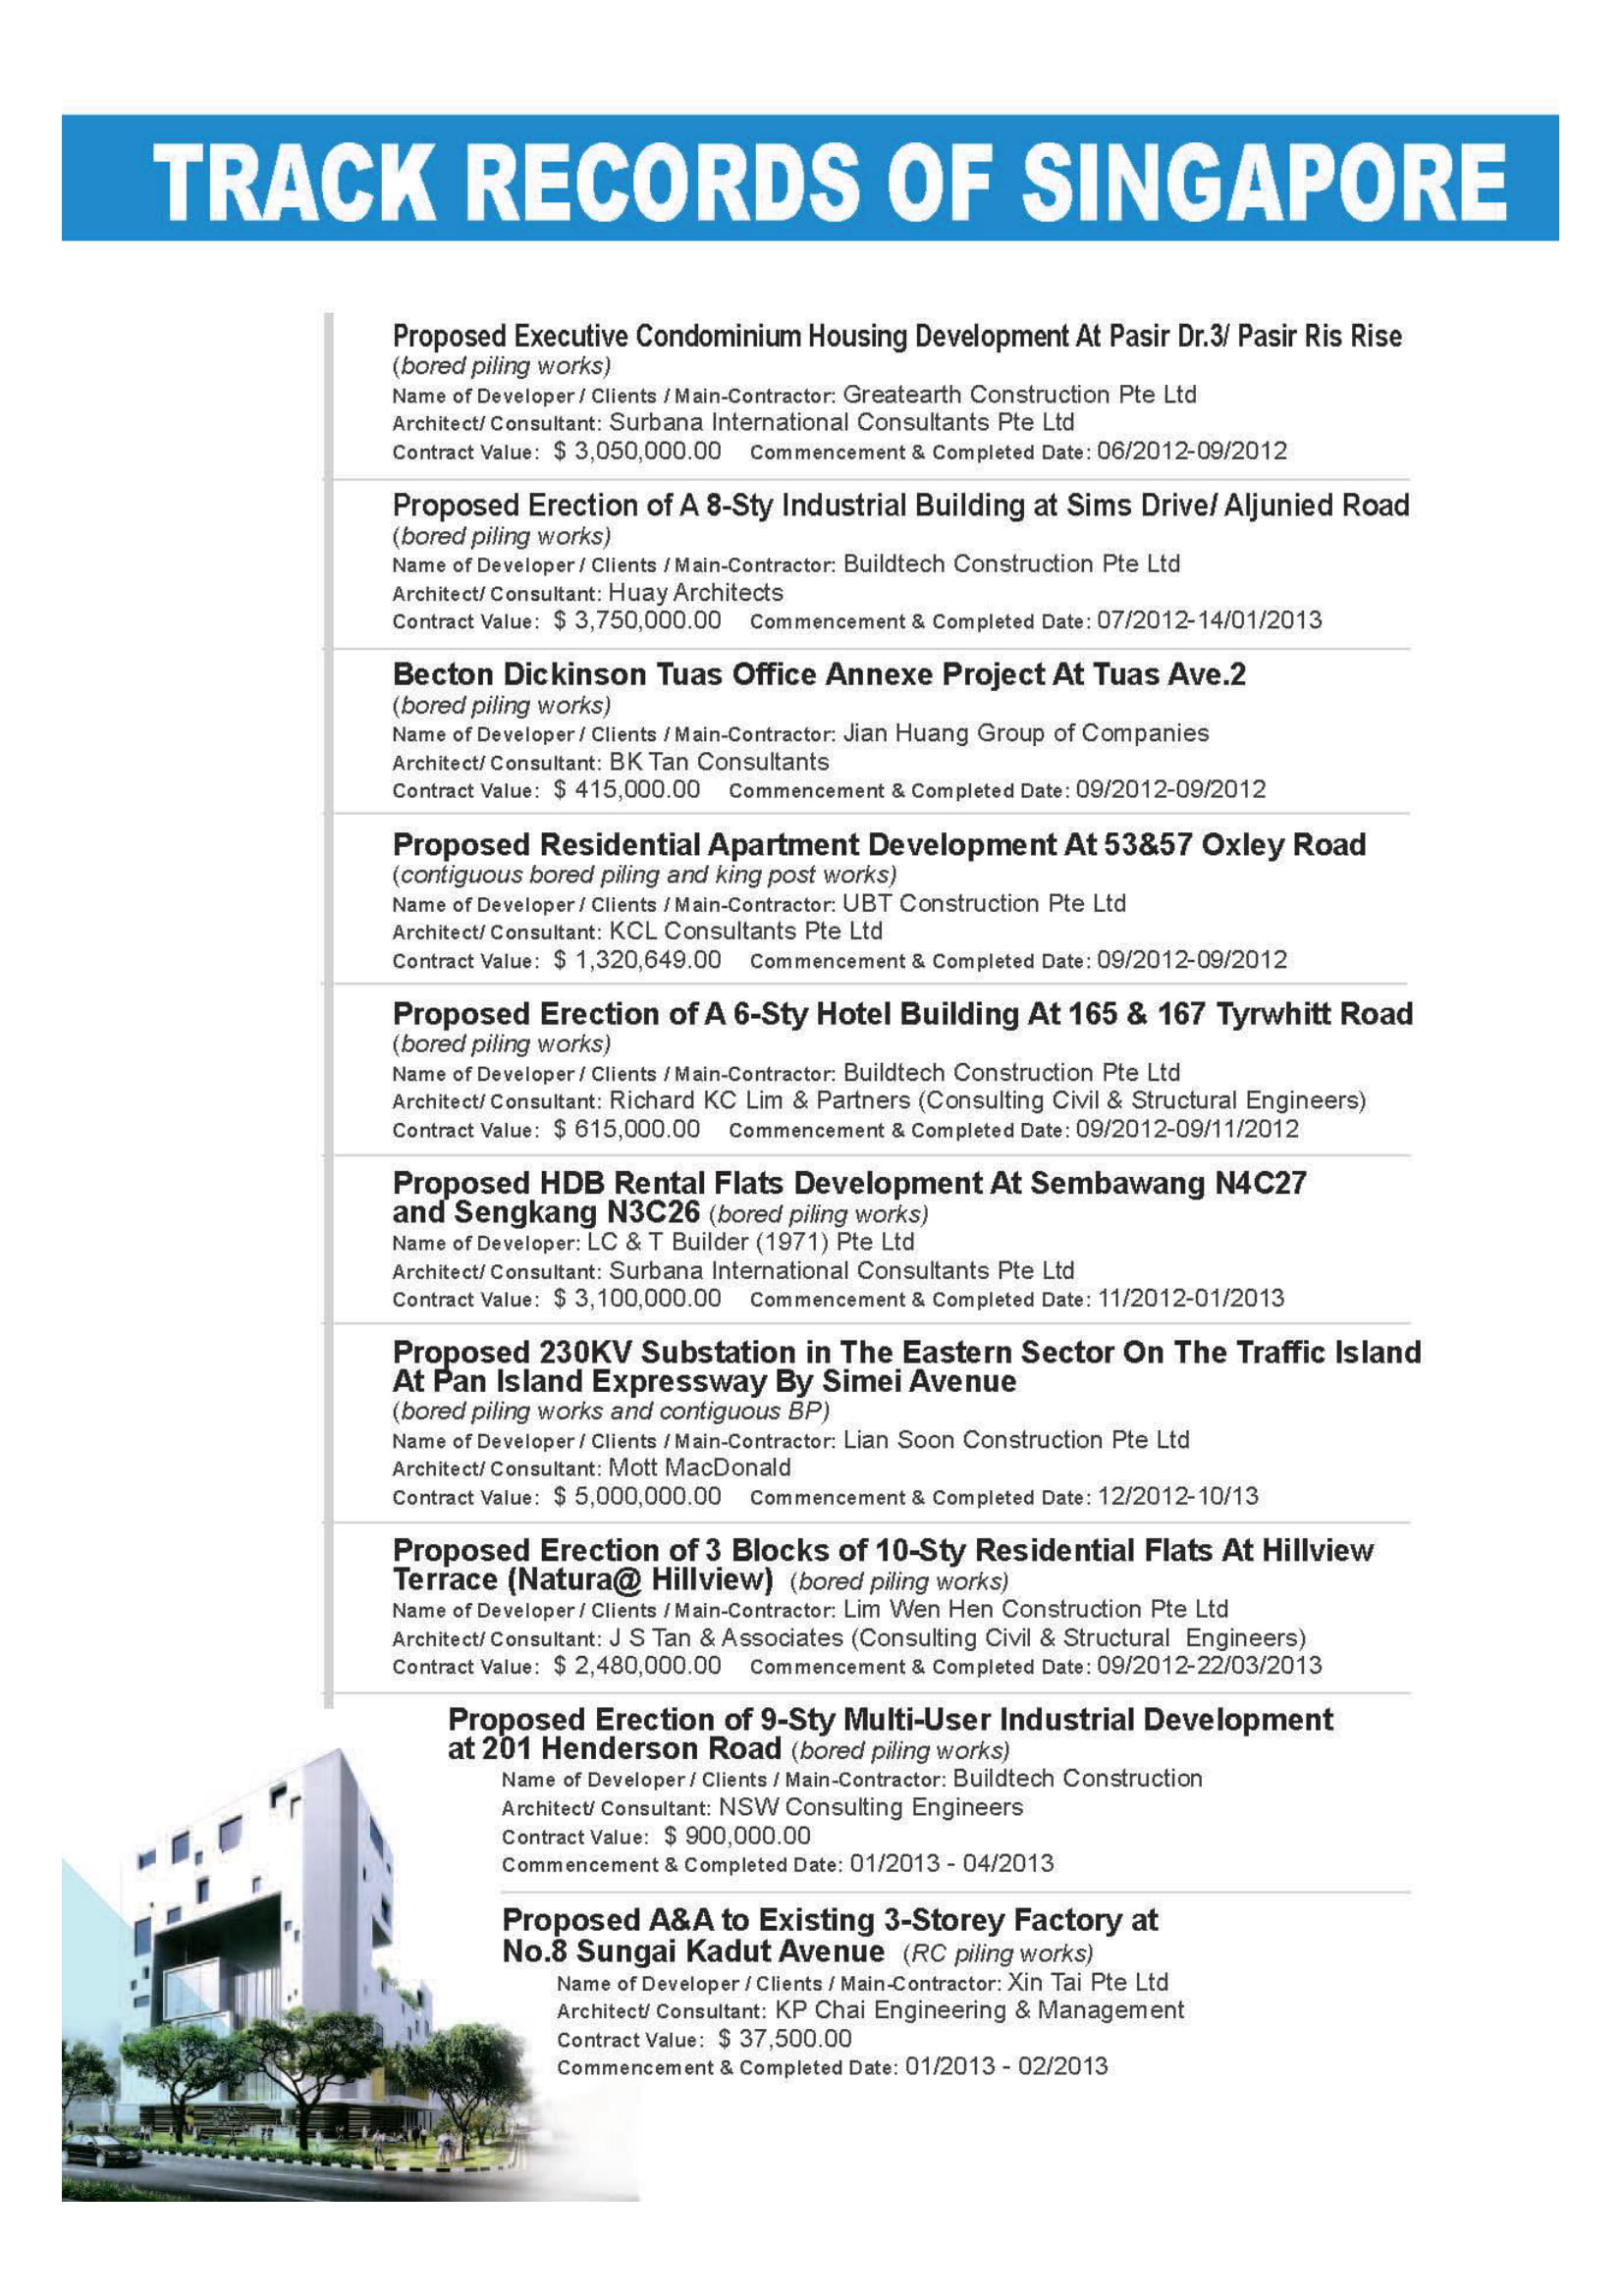 TRACK RECORDS OF SINGAPORE
Proposed Executive Condominium Housing Development At Pasir Dr.3/ Pasir Ris Rise
(bored piling works)
Name of Developer / Clients / Main-Contractor: Greatearth Construction Pte Ltd
Architect/ Consultant: Surbana International Consultants Pte Ltd
Contract Value: $ 3,050,000.00 Commencement & Completed Date: 06/2012-09/2012
Proposed Erection of A 8-Sty Industrial Building at Sims Drive/ Aljunied Road
(bored piling works)
Name of Developer / Clients / Main-Contractor: Buildtech Construction Pte Ltd
Architect/ Consultant: Huay Architects
Contract Value: $ 3,750,000.00 Commencement & Completed Date: 07/2012-14/01/2013
Becton Dickinson Tuas Office Annexe Project At Tuas Ave.2
(bored piling works)
Name of Developer / Clients / Main-Contractor: Jian Huang Group of Companies
Architect/ Consultant: BK Tan Consultants
Contract Value: $ 415,000.00 Commencement & Completed Date: 09/2012-09/2012
Proposed Residential Apartment Development At 53&57 Oxley Road
(contiguous bored piling and king post works)
Name of Developer / Clients / Main-Contractor: UBT Construction Pte Ltd
Architect/ Consultant: KCL Consultants Pte Ltd
Contract Value: $ 1,320,649.00 Commencement & Completed Date: 09/2012-09/2012
Proposed Erection of A 6-Sty Hotel Building At 165 & 167 Tyrwhitt Road
(bored piling works)
Name of Developer / Clients / Main-Contractor: Buildtech Construction Pte Ltd
Architect/ Consultant: Richard KC Lim & Partners (Consulting Civil & Structural Engineers)
Contract Value: $ 615,000.00 Commencement & Completed Date: 09/2012-09/11/2012
Proposed HDB Rental Flats Development At Sembawang N4C27
and Sengkang N3C26 (bored piling works)
Name of Developer: LC & T Builder (1971) Pte Ltd
Architect/ Consultant: Surbana International Consultants Pte Ltd
Contract Value: $ 3,100,000.00 Commencement & Completed Date: 11/2012-01/2013
Proposed 230KV Substation in The Eastern Sector On The Traffic Island
At Pan Island Expressway By Simei Avenue
(bored piling works and contiguous BP)
Name of Developer / Clients / Main-Contractor: Lian Soon Construction Pte Ltd
Architect/ Consultant: Mott MacDonald
Contract Value: $ 5,000,000.00 Commencement & Completed Date: 12/2012-10/13
Proposed Erection of 3 Blocks of 10-Sty Residential Flats At Hillview
Terrace (Natura@ Hillview) (bored piling works)
Name of Developer / Clients / Main-Contractor: Lim Wen Hen Construction Pte Ltd
Architect/ Consultant: J S Tan & Associates (Consulting Civil & Structural Engineers)
Contract Value: $ 2,480,000.00 Commencement & Completed Date: 09/2012-22/03/2013
Proposed Erection of 9-Sty Multi-User Industrial Development
at 201 Henderson Road (bored piling works)
Name of Developer / Clients / Main-Contractor: Buildtech Construction
Architect/ Consultant: NSW Consulting Engineers
Contract Value: $ 900,000.00
Commencement & Completed Date: 01/2013 - 04/2013
Proposed A&A to Existing 3-Storey Factory at
No.8 Sungai Kadut Avenue (RC piling works)
Name of Developer / Clients / Main-Contractor: Xin Tai Pte Ltd
Architect/ Consultant: KP Chai Engineering & Management
Contract Value: $ 37,500.00
Commencement & Completed Date: 01/2013 - 02/2013